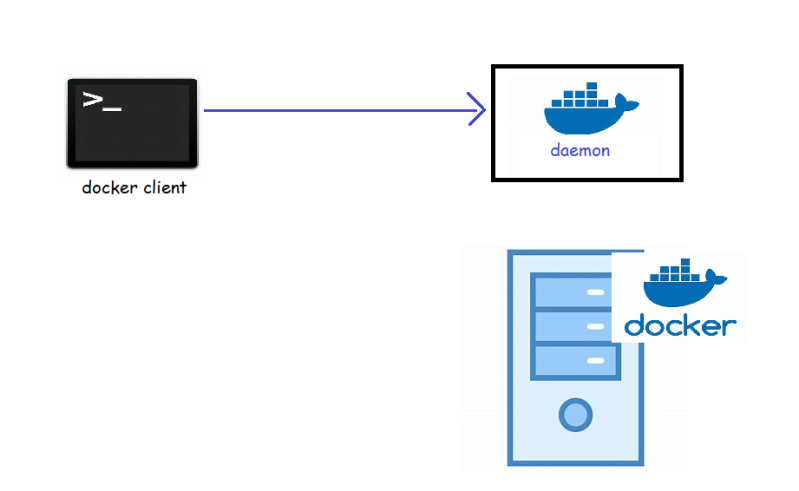 >_
docker client
daemon
docker